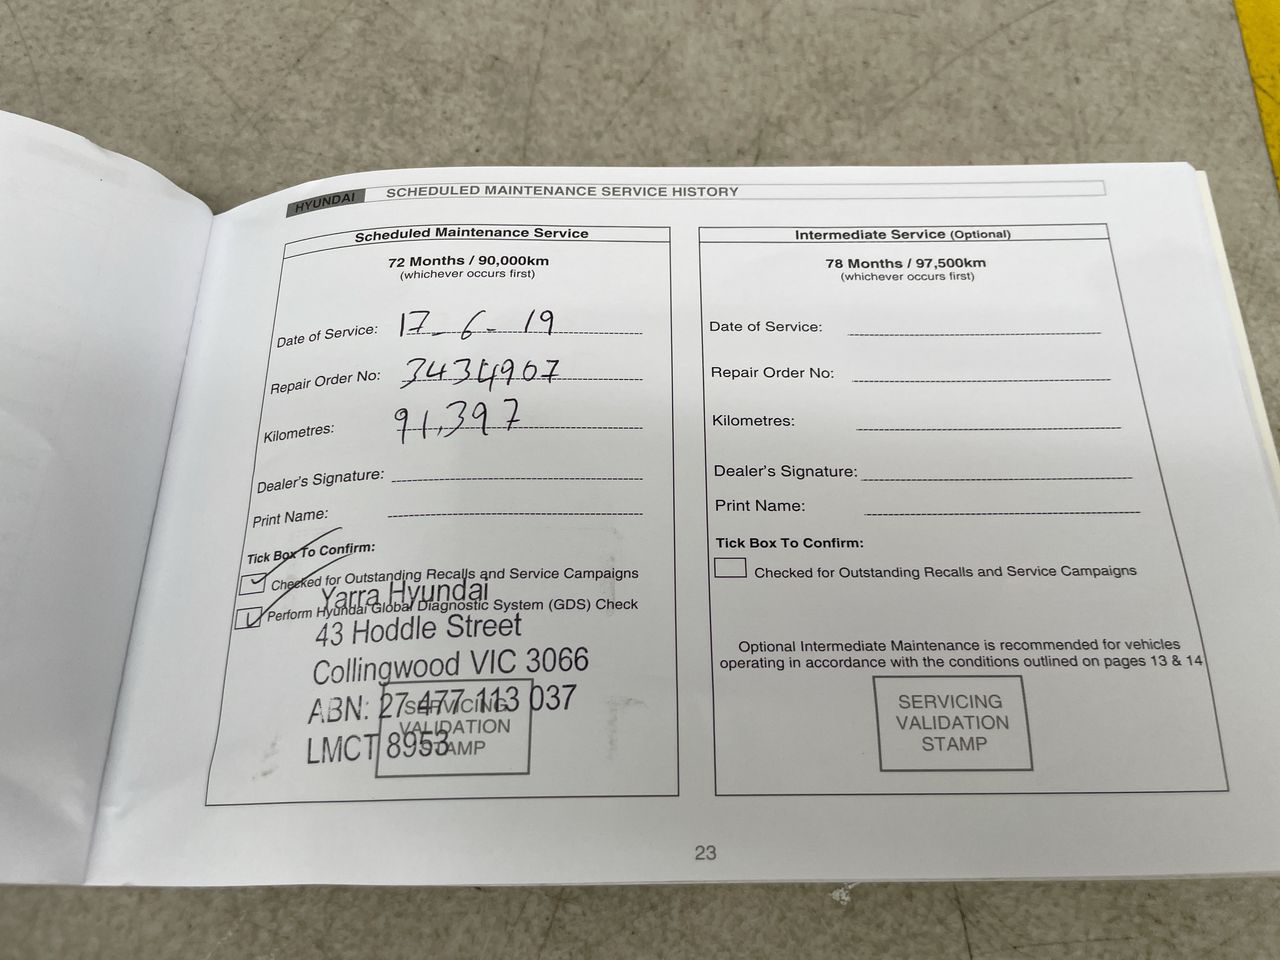 HYUNDAI SCHEDULED MAINTENANCE SERVICE HISTORY
Scheduled Maintenance Service
72 Months / 90,000km
(whichever occurs first)
Date of Service: 17-6-19
Repair Order No: 3434907
Kilometres: 91,397
Dealer's Signature:
Print Name:
Tick Box To Confirm:
Checked for Outstanding Recalls and Service Campaigns
Perform Hyundai Global Diagnostic System (GDS) Check
Yarra Hyundai
43 Hoddle Street
Collingwood VIC 3066
ABN: 27 477 113 037
LMCT 8953
SERVICING
VALIDATION
STAMP
Intermediate Service (Optional)
78 Months / 97,500km
(whichever occurs first)
Date of Service:
Repair Order No:
Kilometres:
Dealer's Signature:
Print Name:
Tick Box To Confirm:
Checked for Outstanding Recalls and Service Campaigns
Optional Intermediate Maintenance is recommended for vehicles
operating in accordance with the conditions outlined on pages 13 & 14
SERVICING
VALIDATION
STAMP
23